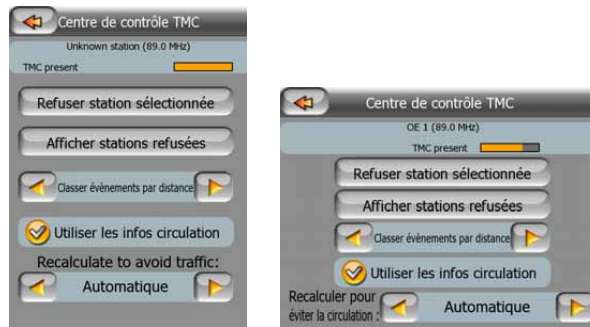 Centre de contrôle TMC
Unknown station (89.0 MHz)
TMC present
Refuser station sélectionnée
Afficher stations refusées
Classer évènements par distance
Utiliser les infos circulation
Recalculate to avoid traffic:
Automatique
Centre de contrôle TMC
OE 1 (89.0 MHz)
TMC present
Refuser station sélectionnée
Afficher stations refusées
Classer évènements par distance
Utiliser les infos circulation
Recalculer pour
éviter la circulation :
Automatique